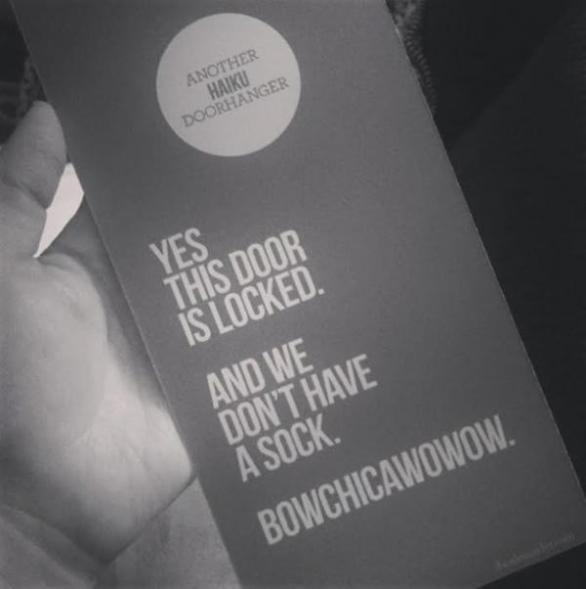 ANOTHER
HAIKU
DOORHANGER
YES
THIS DOOR
IS LOCKED.
AND WE
DON'T HAVE
A SOCK.
BOWCHICAWOWOW.